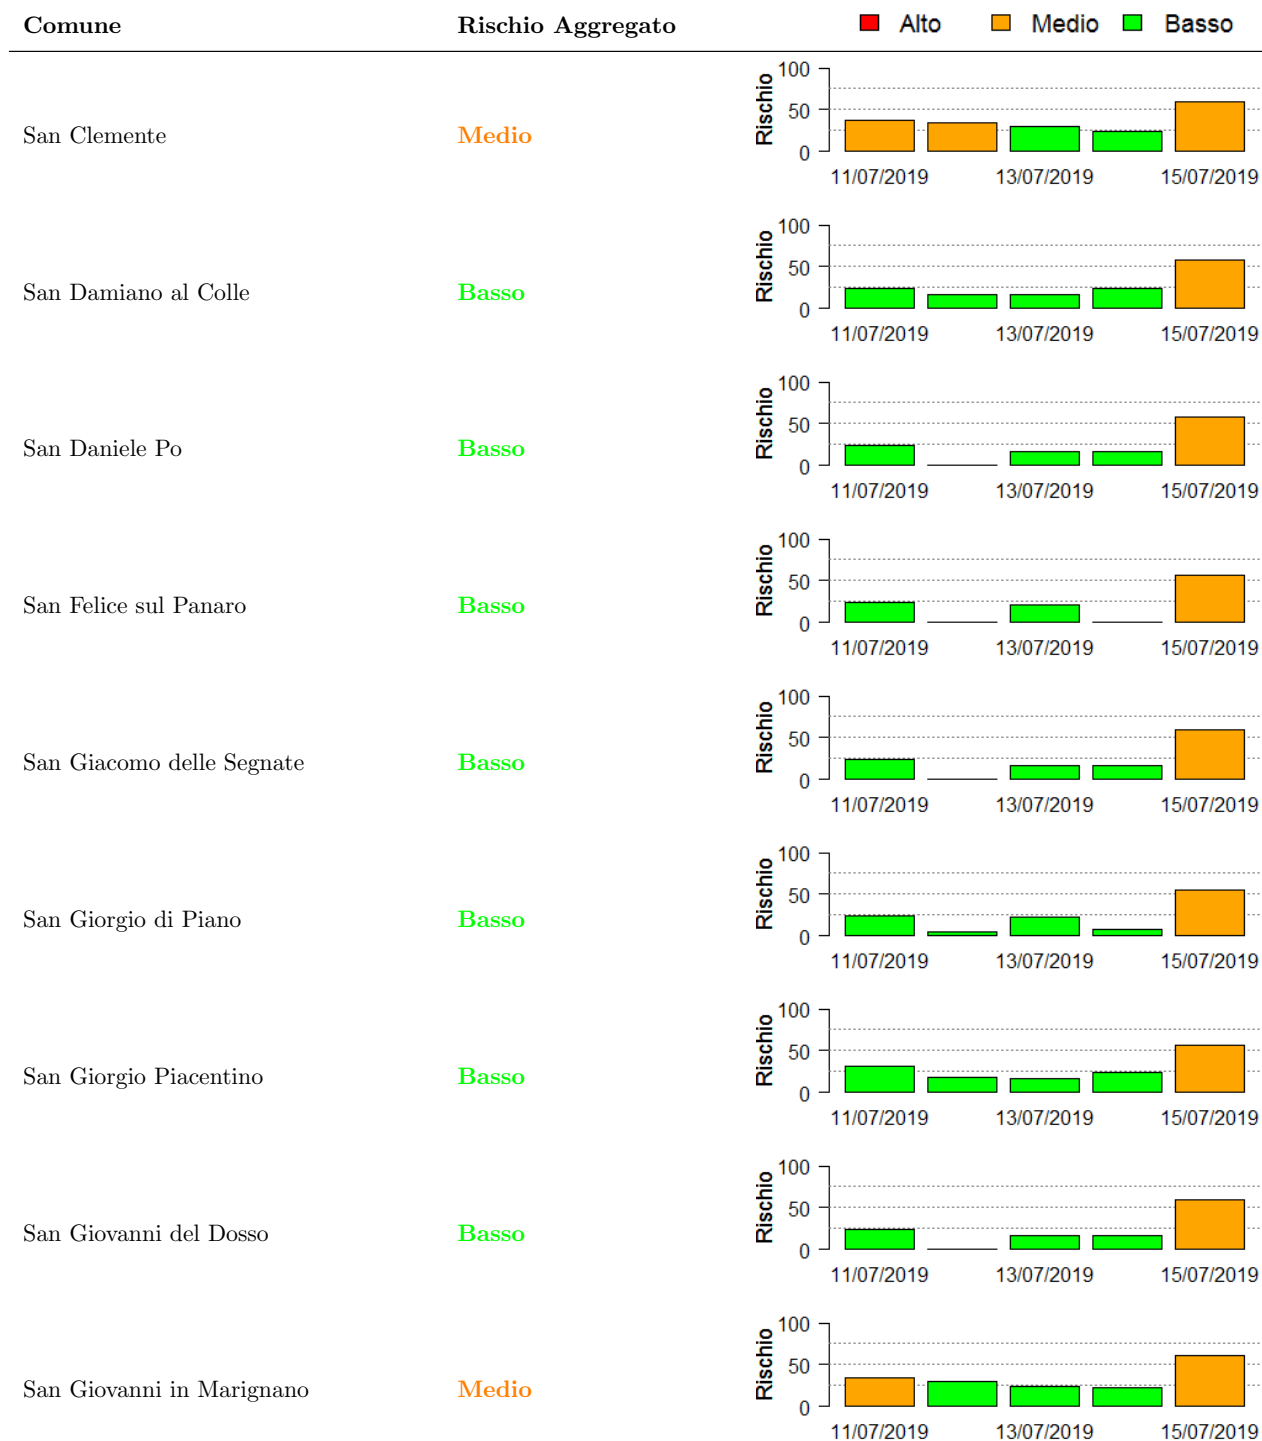 Comune Rischio Aggregato Alto Medio Basso
San Clemente Medio
Rischio
100
50
0
11/07/2019 13/07/2019 15/07/2019
San Damiano al Colle Basso
Rischio
100
50
0
11/07/2019 13/07/2019 15/07/2019
San Daniele Po Basso
Rischio
100
50
0
11/07/2019 13/07/2019 15/07/2019
San Felice sul Panaro Basso
Rischio
100
50
0
11/07/2019 13/07/2019 15/07/2019
San Giacomo delle Segnate Basso
Rischio
100
50
0
11/07/2019 13/07/2019 15/07/2019
San Giorgio di Piano Basso
Rischio
100
50
0
11/07/2019 13/07/2019 15/07/2019
San Giorgio Piacentino Basso
Rischio
100
50
0
11/07/2019 13/07/2019 15/07/2019
San Giovanni del Dosso Basso
Rischio
100
50
0
11/07/2019 13/07/2019 15/07/2019
San Giovanni in Marignano Medio
Rischio
100
50
0
11/07/2019 13/07/2019 15/07/2019